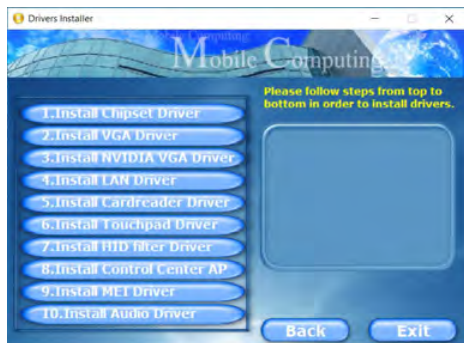 Drivers Installer
Mobile Computing
Mobile Computing
Please follow steps from top to
bottom in order to install drivers.
1.Install Chipset Driver
2.Install VGA Driver
3.Install NVIDIA VGA Driver
4.Install LAN Driver
5.Install Cardreader Driver
6.Install Touchpad Driver
7.Install HID filter Driver
8.Install Control Center AP
9.Install MEI Driver
10.Install Audio Driver
Back
Exit